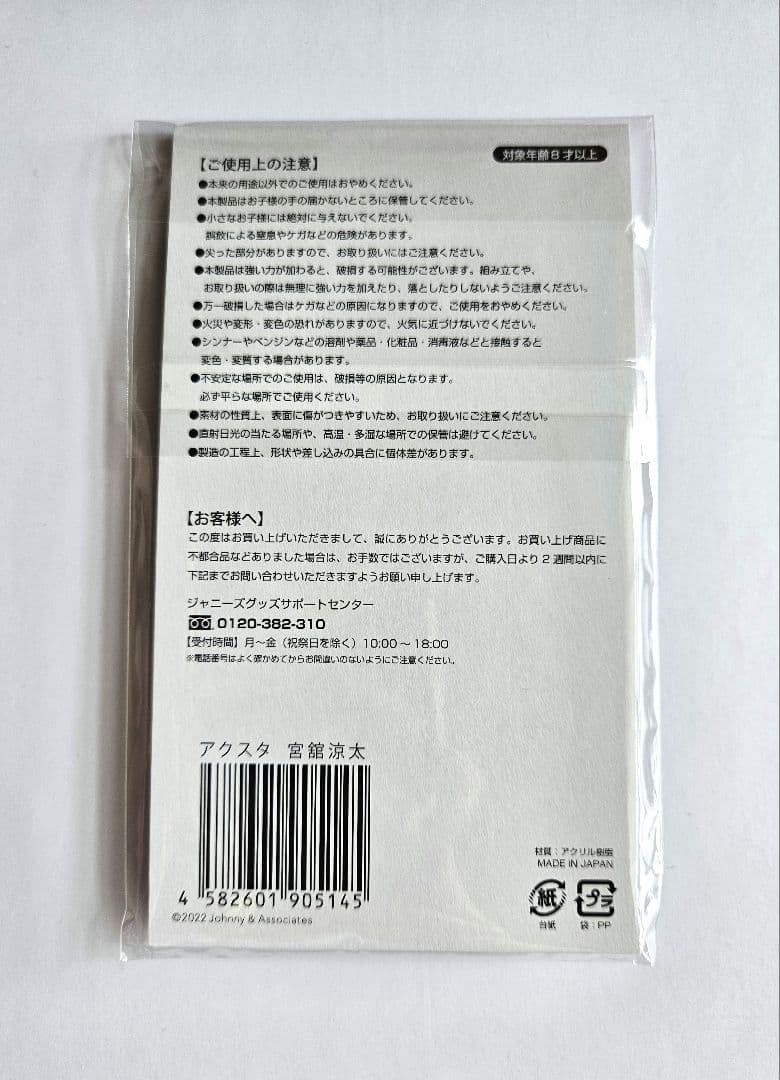 対象年齢8才以上
【ご使用上の注意】
●本来の用途以外でのご使用はおやめください。
●本製品はお子様の手の届かないところに保管してください。
●小さなお子様には絶対に与えないでください。
誤飲による窒息やケガなどの危険があります。
●尖った部分がありますので、お取り扱いにはご注意ください。
●本製品は強い力が加わると、破損する可能性がございます。組み立てや、
お取り扱いの際は無理に強い力を加えたり、落としたりしないようご注意ください。
●万一破損した場合はケガなどの原因になりますので、ご使用をおやめください。
●火災や変形・変色の恐れがありますので、火気に近づけないでください。
●シンナーやベンジンなどの溶剤や薬品・化粧品・消毒液などと接触すると
変色・変質する場合があります。
●不安定な場所でのご使用は、破損等の原因となります。
必ず平らな場所でご使用ください。
●素材の性質上、表面に傷がつきやすいため、お取り扱いにご注意ください。
●直射日光の当たる場所や、高温・多湿な場所での保管は避けてください。
●製造の工程上、形状や差し込みの具合に個体差があります。
【お客様へ】
この度はお買い上げいただきまして、誠にありがとうございます。お買い上げ商品に
不都合品などありました場合は、お手数ではございますが、ご購入日より2週間以内に
下記までお問い合わせいただきますようお願い申し上げます。
ジャニーズグッズサポートセンター
0120-382-310
【受付時間】月〜金（祝祭日を除く）10:00〜18:00
※電話番号はよく確かめてからお間違いのないようにご注意ください。
アクスタ 宮舘涼太
4 582601 905145
©2022 Johnny & Associates
材質：アクリル樹脂
MADE IN JAPAN
紙 プラ
台紙 袋：PP